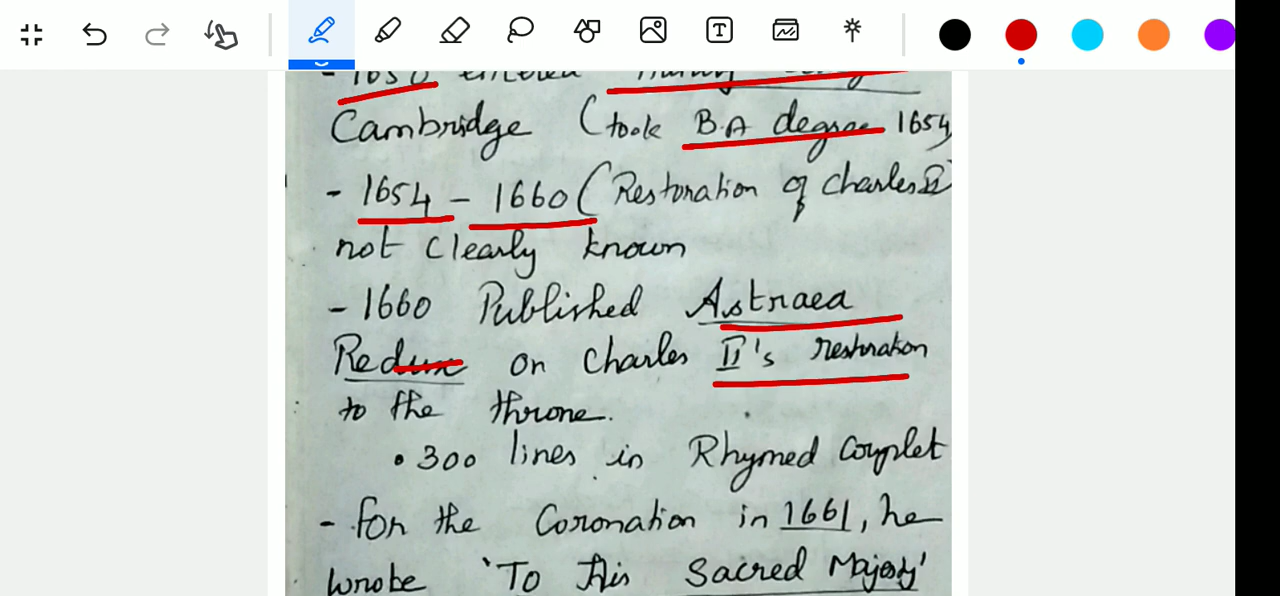 - 1650 entered
Cambridge (took B.A degree 1654
- 1654 - 1660 (Restoration of Charles II
not clearly known
- 1660 Published Astraea
Redux on Charles II's restoration
to the throne.
• 300 lines in Rhymed Couplet
- For the Coronation in 1661, he
wrote 'To His Sacred Majesty'